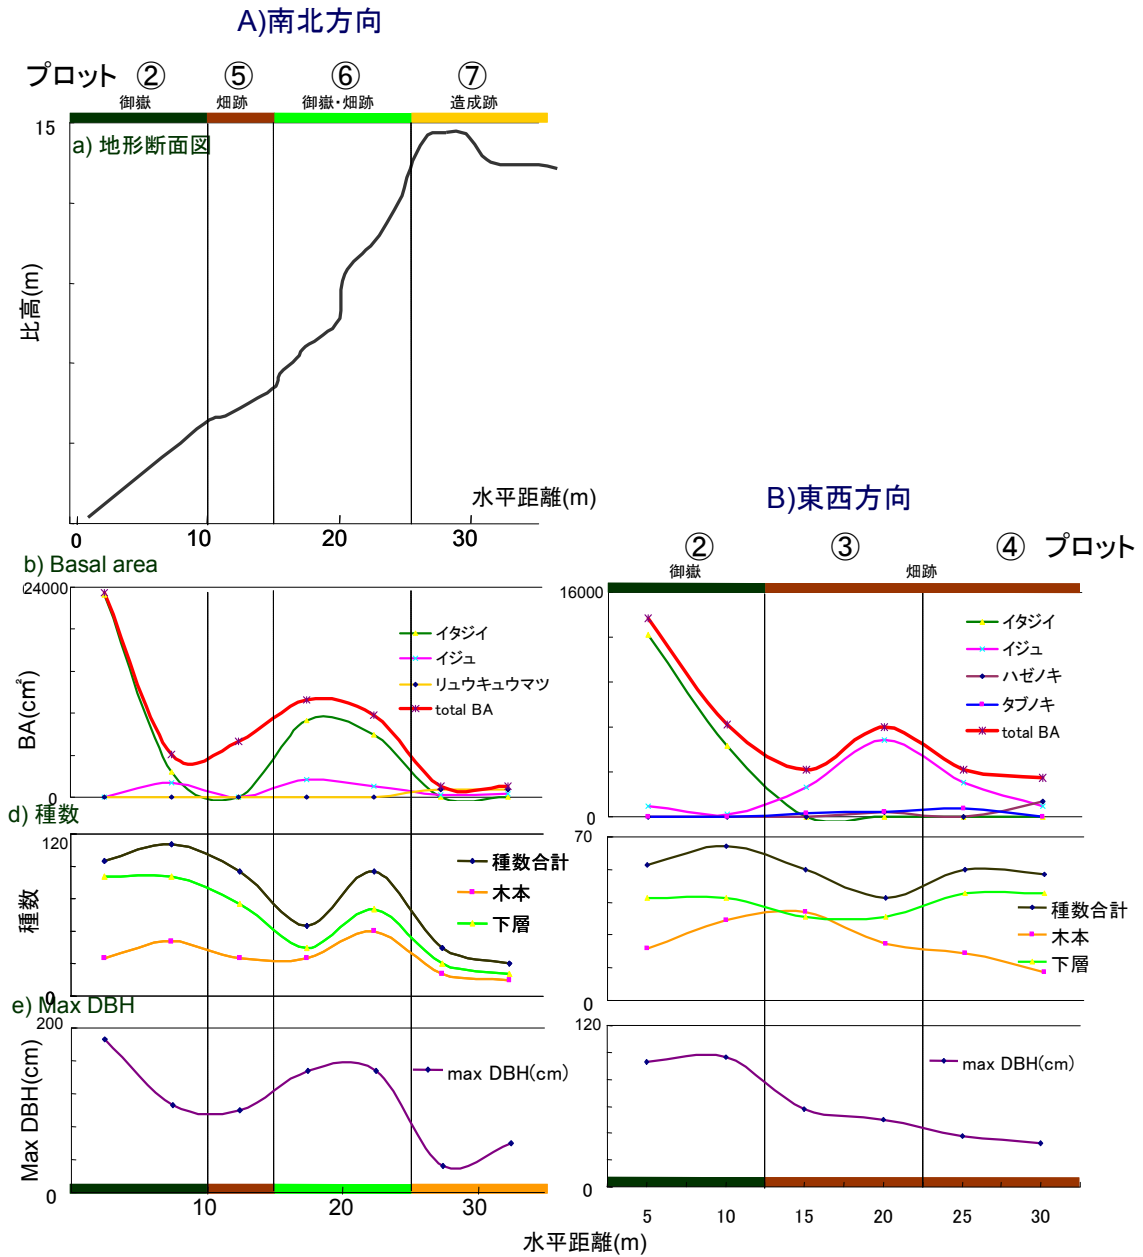 A)南北方向
プロット ② ⑤ ⑥ ⑦
御嶽 畑跡 御嶽・畑跡 造成跡
15
a) 地形断面図
比高(m)
水平距離(m)
0 10 20 30
B)東西方向
② ③ ④ プロット
御嶽 畑跡
b) Basal area
24000
イタジイ
イジュ
リュウキュウマツ
total BA
BA(cm²)
0
16000
イタジイ
イジュ
ハゼノキ
タブノキ
total BA
0
d) 種数
120
種数合計
木本
下層
種数
0
70
種数合計
木本
下層
0
e) Max DBH
200
max DBH(cm)
Max DBH(cm)
0
10 20 30
120
max DBH(cm)
0
5 10 15 20 25 30
水平距離(m)